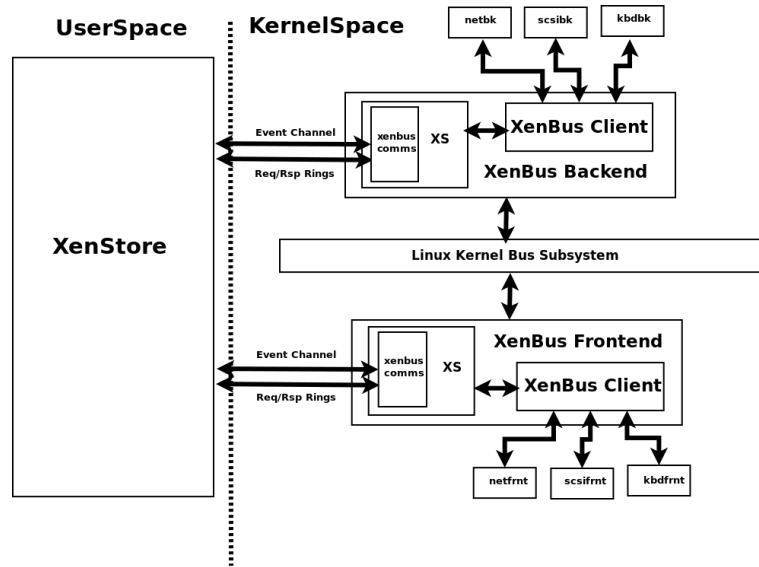 UserSpace
KernelSpace
netbk
scsibk
kbdbk
XenBus Client
XenBus Backend
xenbus
comms
XS
Event Channel
Req/Rsp Rings
XenStore
Linux Kernel Bus Subsystem
XenBus Frontend
XenBus Client
xenbus
comms
XS
Event Channel
Req/Rsp Rings
netfrnt
scsifrnt
kbdfrnt